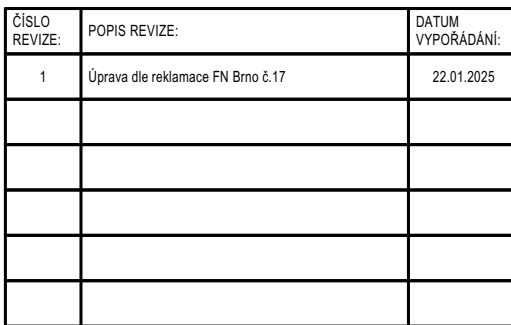 ČÍSLO
REVIZE:
POPIS REVIZE:
DATUM
VYPOŘÁDÁNÍ:
1
Úprava dle reklamace FN Brno č.17
22.01.2025